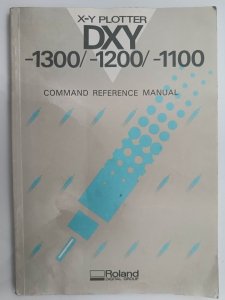 X-Y PLOTTER
DXY
-1300/-1200/-1100
COMMAND REFERENCE MANUAL
Roland
DIGITAL GROUP